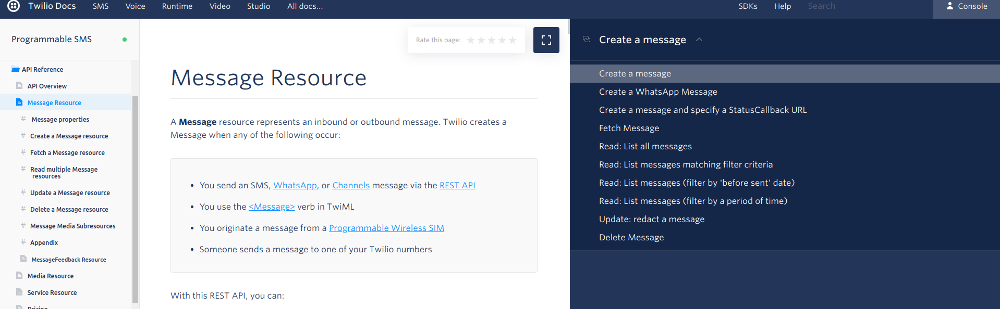 Twilio Docs
SMS
Voice
Runtime
Video
Studio
All docs...
SDKs
Help
Search
Console
Programmable SMS
API Reference
API Overview
Message Resource
# Message properties
# Create a Message resource
# Fetch a Message resource
# Read multiple Message
resources
# Update a Message resource
# Delete a Message resource
# Message Media Subresources
# Appendix
MessageFeedback Resource
Media Resource
Service Resource
Pricing
Rate this page:
Message Resource
A Message resource represents an inbound or outbound message. Twilio creates a
Message when any of the following occur:
• You send an SMS, WhatsApp, or Channels message via the REST API
• You use the <Message> verb in TwiML
• You originate a message from a Programmable Wireless SIM
• Someone sends a message to one of your Twilio numbers
With this REST API, you can:
Create a message
Create a message
Create a WhatsApp Message
Create a message and specify a StatusCallback URL
Fetch Message
Read: List all messages
Read: List messages matching filter criteria
Read: List messages (filter by 'before sent' date)
Read: List messages (filter by a period of time)
Update: redact a message
Delete Message